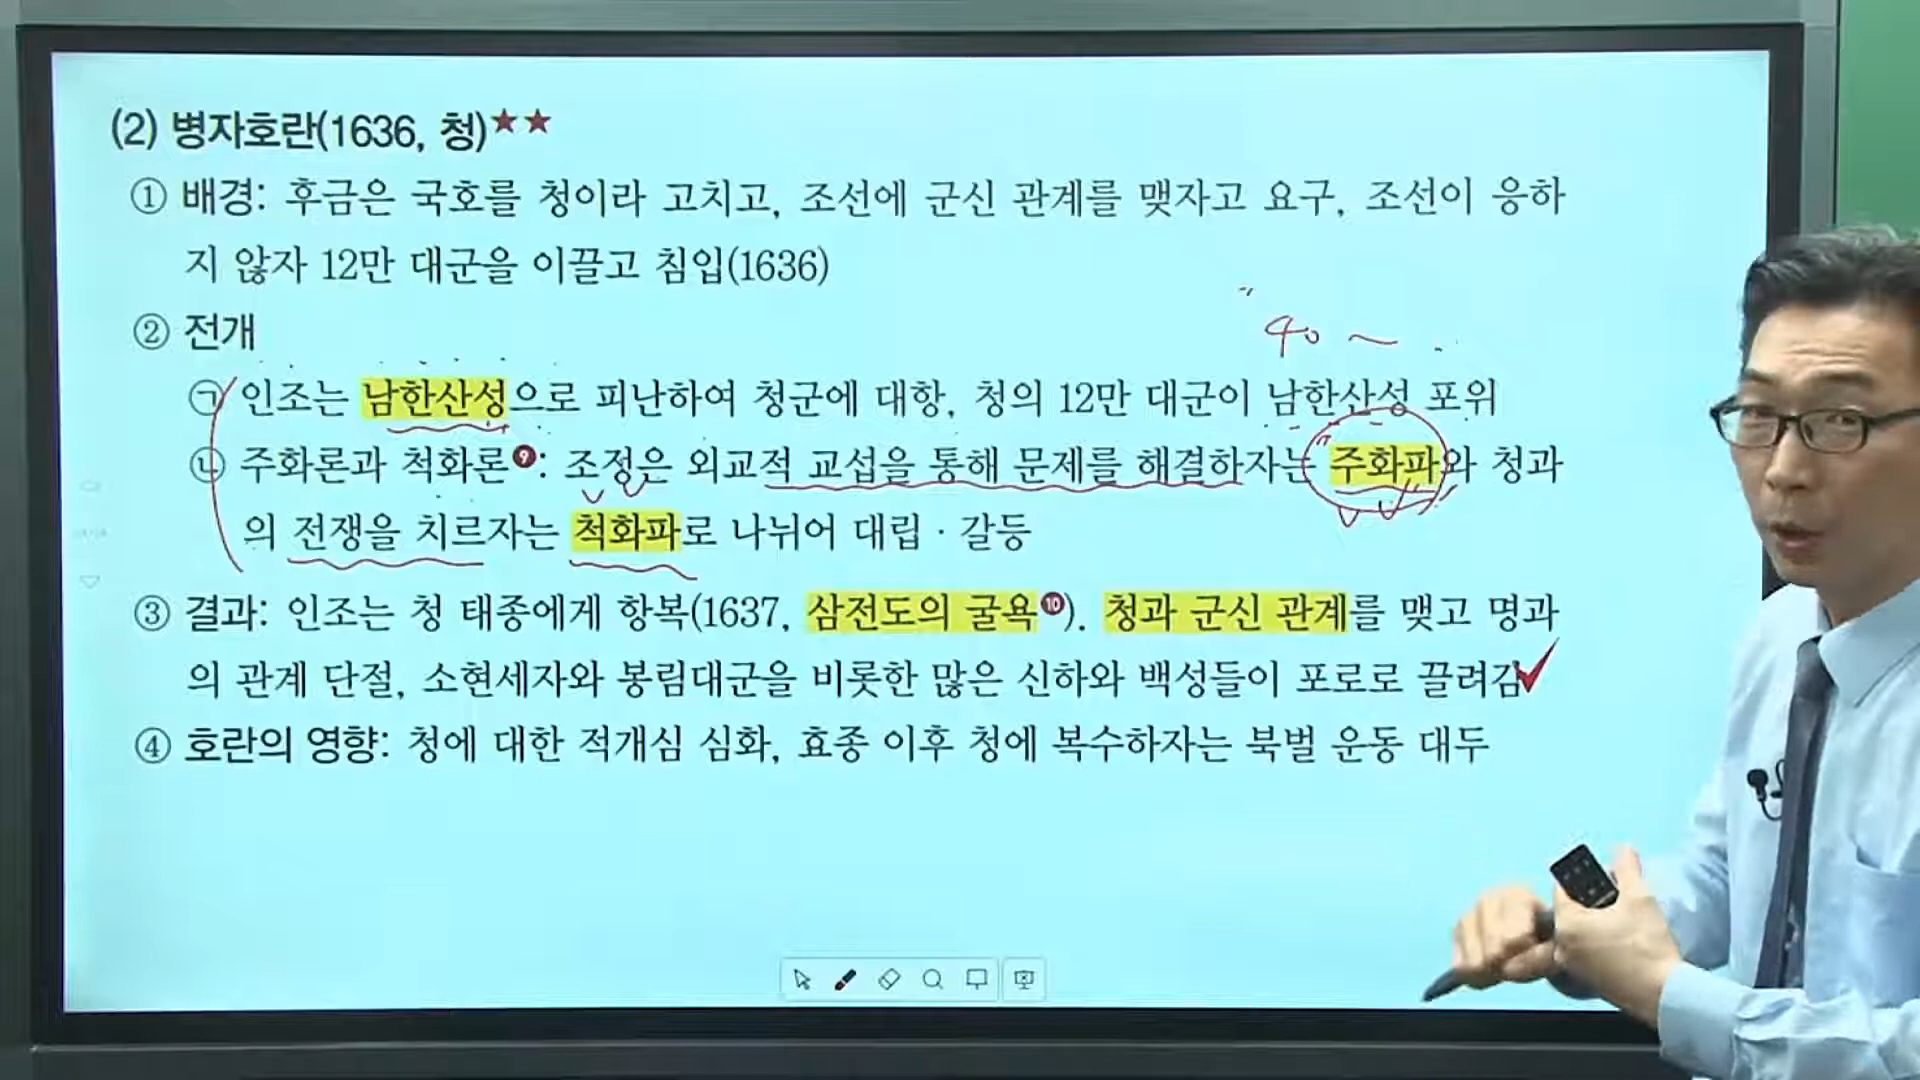 (2) 병자호란(1636, 청)★★
① 배경: 후금은 국호를 청이라 고치고, 조선에 군신 관계를 맺자고 요구, 조선이 응하
지 않자 12만 대군을 이끌고 침입(1636)
② 전개
40 ~
㉠ 인조는 남한산성으로 피난하여 청군에 대항, 청의 12만 대군이 남한산성 포위
㉡ 주화론과 척화론❾: 조정은 외교적 교섭을 통해 문제를 해결하자는 주화파와 청과
의 전쟁을 치르자는 척화파로 나뉘어 대립 · 갈등
③ 결과: 인조는 청 태종에게 항복(1637, 삼전도의 굴욕❿). 청과 군신 관계를 맺고 명과
의 관계 단절, 소현세자와 봉림대군을 비롯한 많은 신하와 백성들이 포로로 끌려감
④ 호란의 영향: 청에 대한 적개심 심화, 효종 이후 청에 복수하자는 북벌 운동 대두